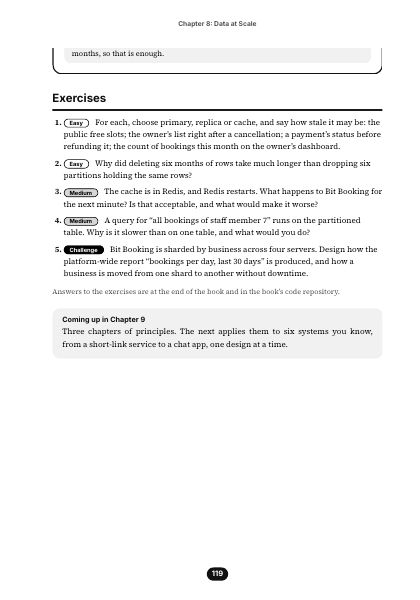 Chapter 8: Data at Scale
months, so that is enough.
Exercises
1. Easy For each, choose primary, replica or cache, and say how stale it may be: the
public free slots; the owner's list right after a cancellation; a payment's status before
refunding it; the count of bookings this month on the owner's dashboard.
2. Easy Why did deleting six months of rows take much longer than dropping six
partitions holding the same rows?
3. Medium The cache is in Redis, and Redis restarts. What happens to Bit Booking for
the next minute? Is that acceptable, and what would make it worse?
4. Medium A query for “all bookings of staff member 7” runs on the partitioned
table. Why is it slower than on one table, and what would you do?
5. Challenge Bit Booking is sharded by business across four servers. Design how the
platform-wide report “bookings per day, last 30 days” is produced, and how a
business is moved from one shard to another without downtime.
Answers to the exercises are at the end of the book and in the book's code repository.
Coming up in Chapter 9
Three chapters of principles. The next applies them to six systems you know,
from a short-link service to a chat app, one design at a time.
119